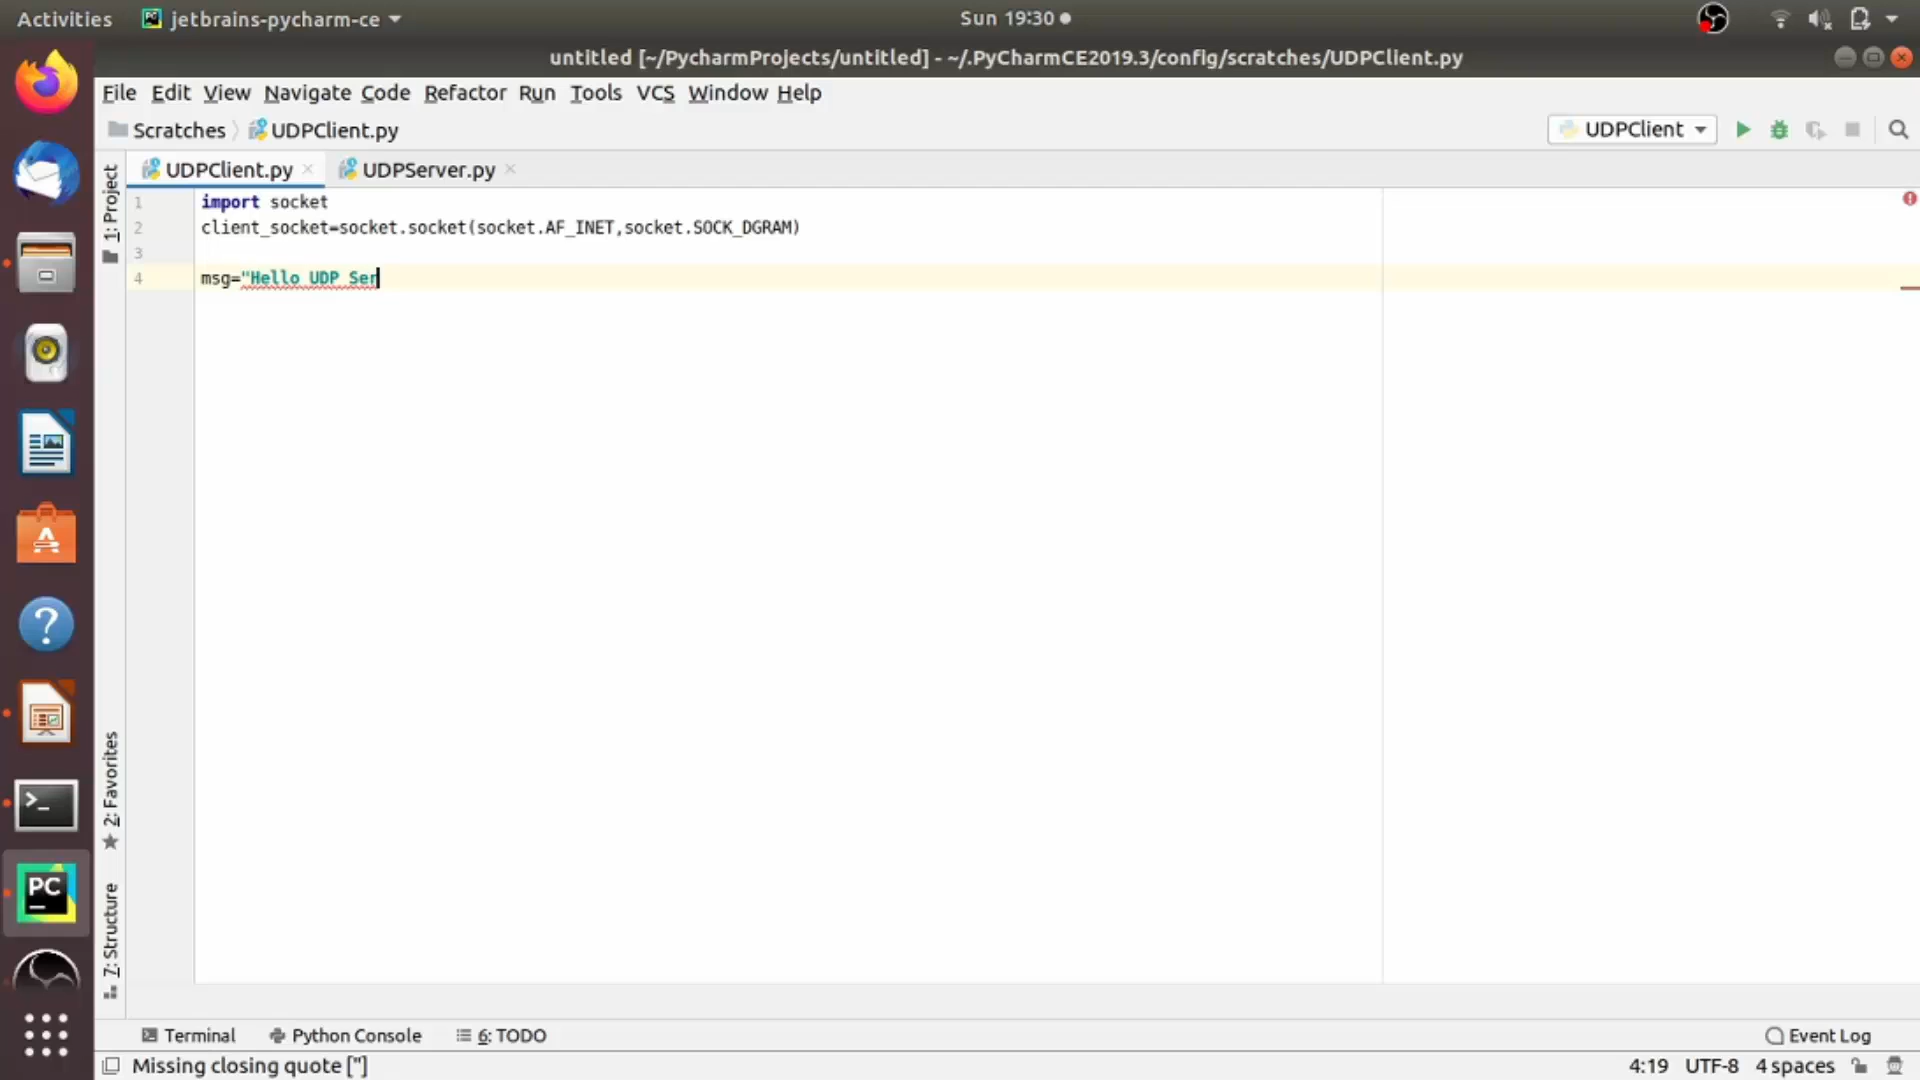 Activities jetbrains-pycharm-ce Sun 19:30
untitled [~/PycharmProjects/untitled] - ~/.PyCharmCE2019.3/config/scratches/UDPClient.py
File Edit View Navigate Code Refactor Run Tools VCS Window Help
Scratches UDPClient.py UDPClient
UDPClient.py UDPServer.py
1 import socket
2 client_socket=socket.socket(socket.AF_INET,socket.SOCK_DGRAM)
3
4 msg="Hello UDP Ser
1: Project
2: Favorites
7: Structure
PC
Terminal Python Console 6: TODO Event Log
Missing closing quote ["] 4:19 UTF-8 4 spaces